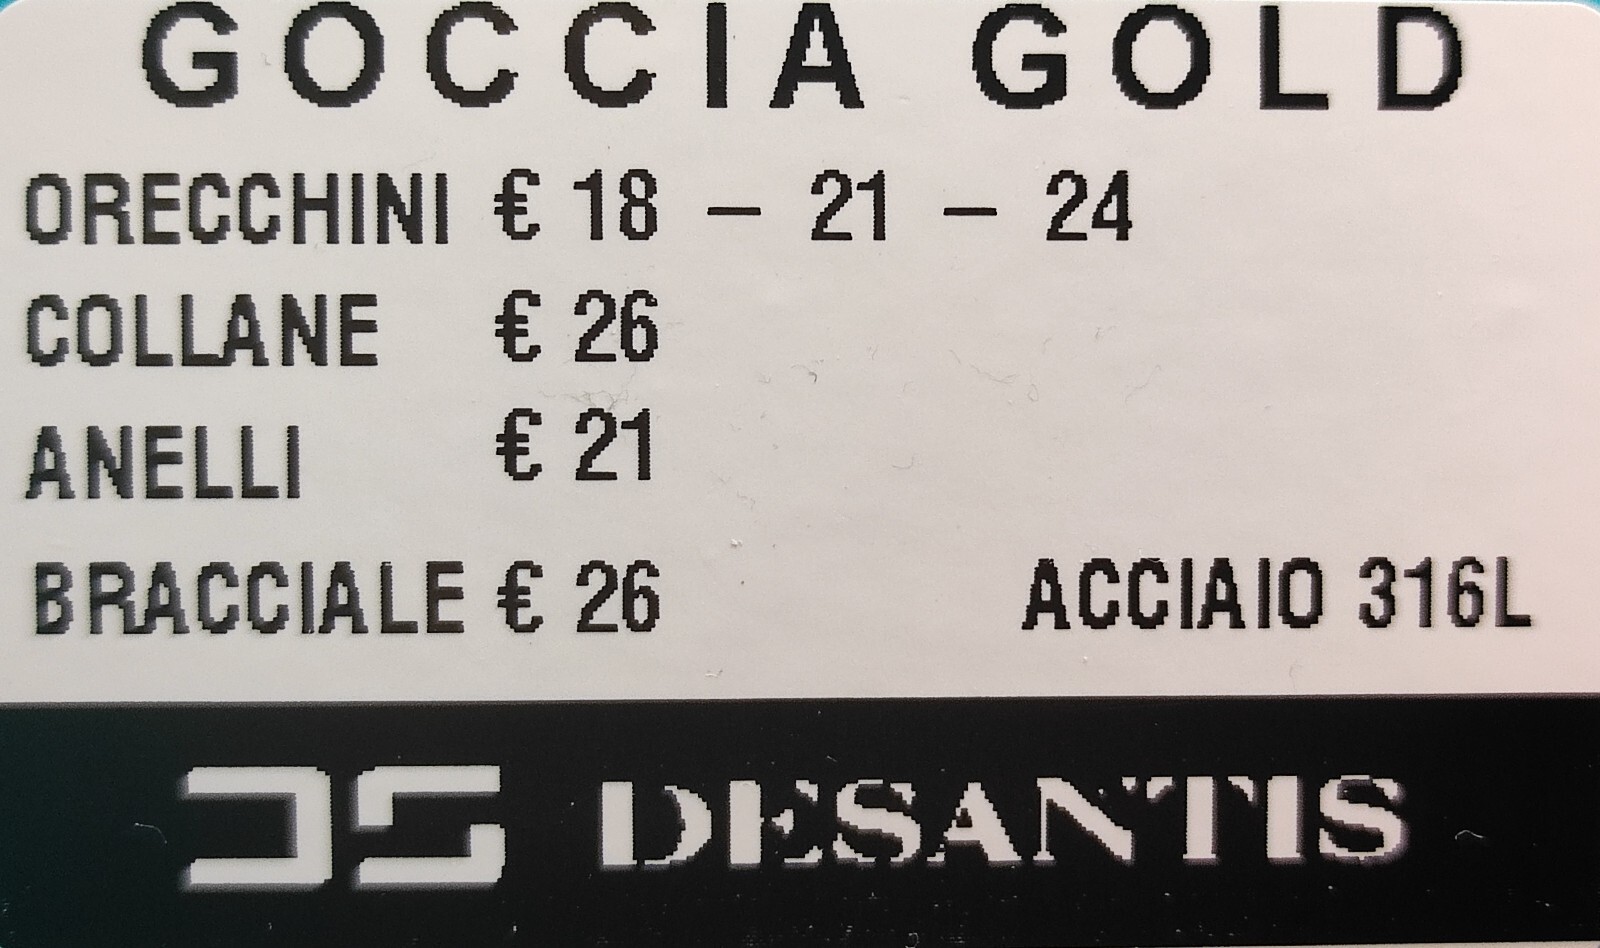 GOCCIA GOLD
ORECCHINI € 18 – 21 – 24
COLLANE € 26
ANELLI € 21
BRACCIALE € 26 ACCIAIO 316L
DS DESANTIS